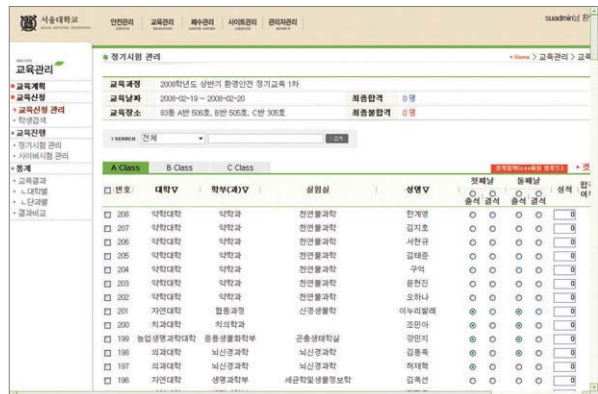 서울대학교
안전관리 교육관리 폐수관리 사이트관리 관리자관리
suadmin님 환
교육관리
교육계획
교육신청
교육신청 관리
학생검색
교육진행
정기시험 관리
사이버시험 관리
통계
교육결과
ㄴ대학별
ㄴ단과별
결과비교
정기시험 관리
Home > 교육관리 > 교육
교육과정 2008학년도 상반기 환경안전 정기교육 1차
교육날짜 2008-02-19 ~ 2008-02-20 최종합격 0 명
교육장소 83동 A반 506호, B반 505호, C반 305호 최종불합격 0 명
SEARCH 전체
A Class B Class C Class
번호 대학▽ 학부(과)▽ 실험실 성명▽ 첫째날 둘째날 성적
출석 결석 출석 결석
208 약학대학 약학과 천연물과학 한계영 0
207 약학대학 약학과 천연물과학 김지호 0
206 약학대학 약학과 천연물과학 서현규 0
205 약학대학 약학과 천연물과학 김태준 0
204 약학대학 약학과 천연물과학 구억 0
203 약학대학 약학과 천연물과학 윤현진 0
202 약학대학 약학과 천연물과학 오하나 0
201 자연대학 협동과정 신경생물학 이누리발레 0
200 치과대학 치의학과 조민아 0
199 농업생명과학대학 응용생물화학부 곤충생태학실 강민지 0
198 의과대학 뇌신경과학 뇌신경과학 김종욱 0
197 의과대학 뇌신경과학 뇌신경과학 허재혁 0
196 자연대학 생명과학부 세균학및생물정보학 김옥선 0